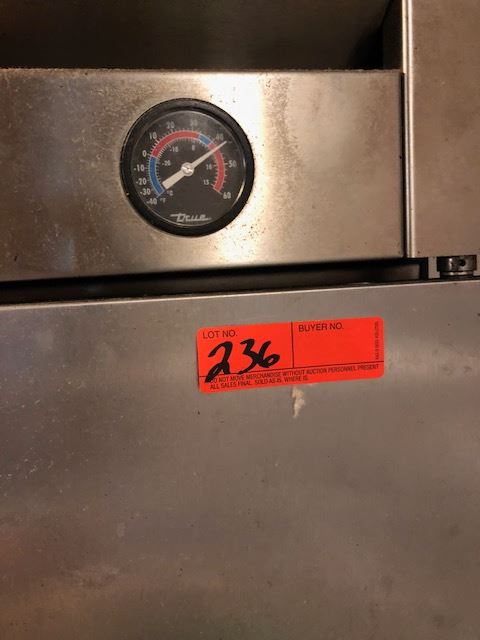 -40 -30 -20 -10 0 10 20 30 40 50 60
-20 -10 0 10 15
°C
°F
True
LOT NO. BUYER NO.
236
DO NOT MOVE MERCHANDISE WITHOUT AUCTION PERSONNEL PRESENT
ALL SALES FINAL. SOLD AS-IS, WHERE IS.